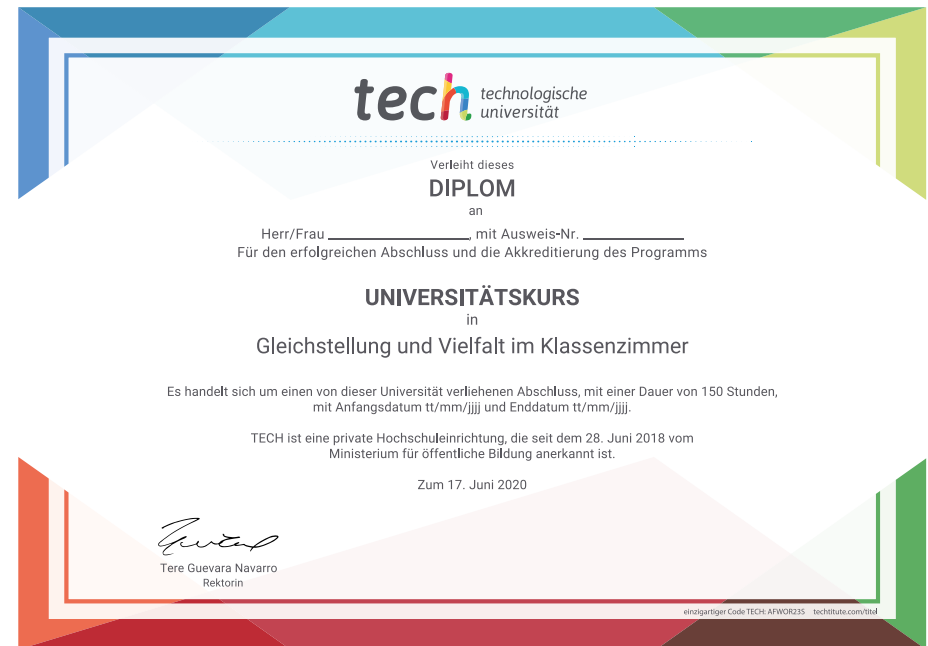 tech technologische
universität
Verleiht dieses
DIPLOM
an
Herr/Frau ________________, mit Ausweis-Nr. ____________
Für den erfolgreichen Abschluss und die Akkreditierung des Programms
UNIVERSITÄTSKURS
in
Gleichstellung und Vielfalt im Klassenzimmer
Es handelt sich um einen von dieser Universität verliehenen Abschluss, mit einer Dauer von 150 Stunden,
mit Anfangsdatum tt/mm/jjjj und Enddatum tt/mm/jjjj.
TECH ist eine private Hochschuleinrichtung, die seit dem 28. Juni 2018 vom
Ministerium für öffentliche Bildung anerkannt ist.
Zum 17. Juni 2020
Tere Guevara Navarro
Rektorin
einzigartiger Code TECH: AFWOR23S techtitute.com/titel